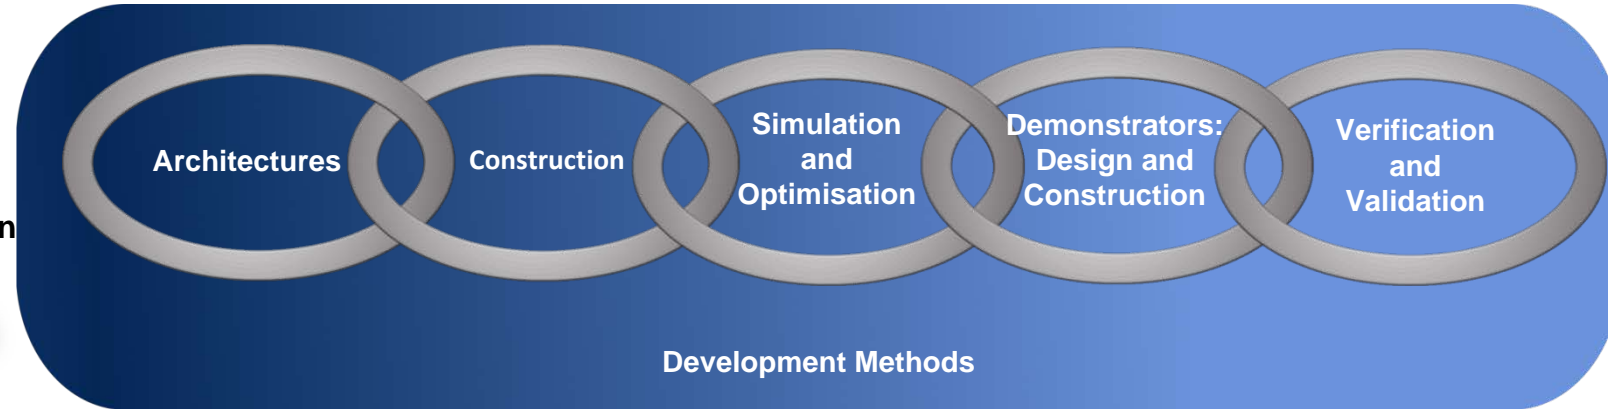 Architectures
Construction
Simulation
and
Optimisation
Demonstrators:
Design and
Construction
Verification
and
Validation
n
Development Methods